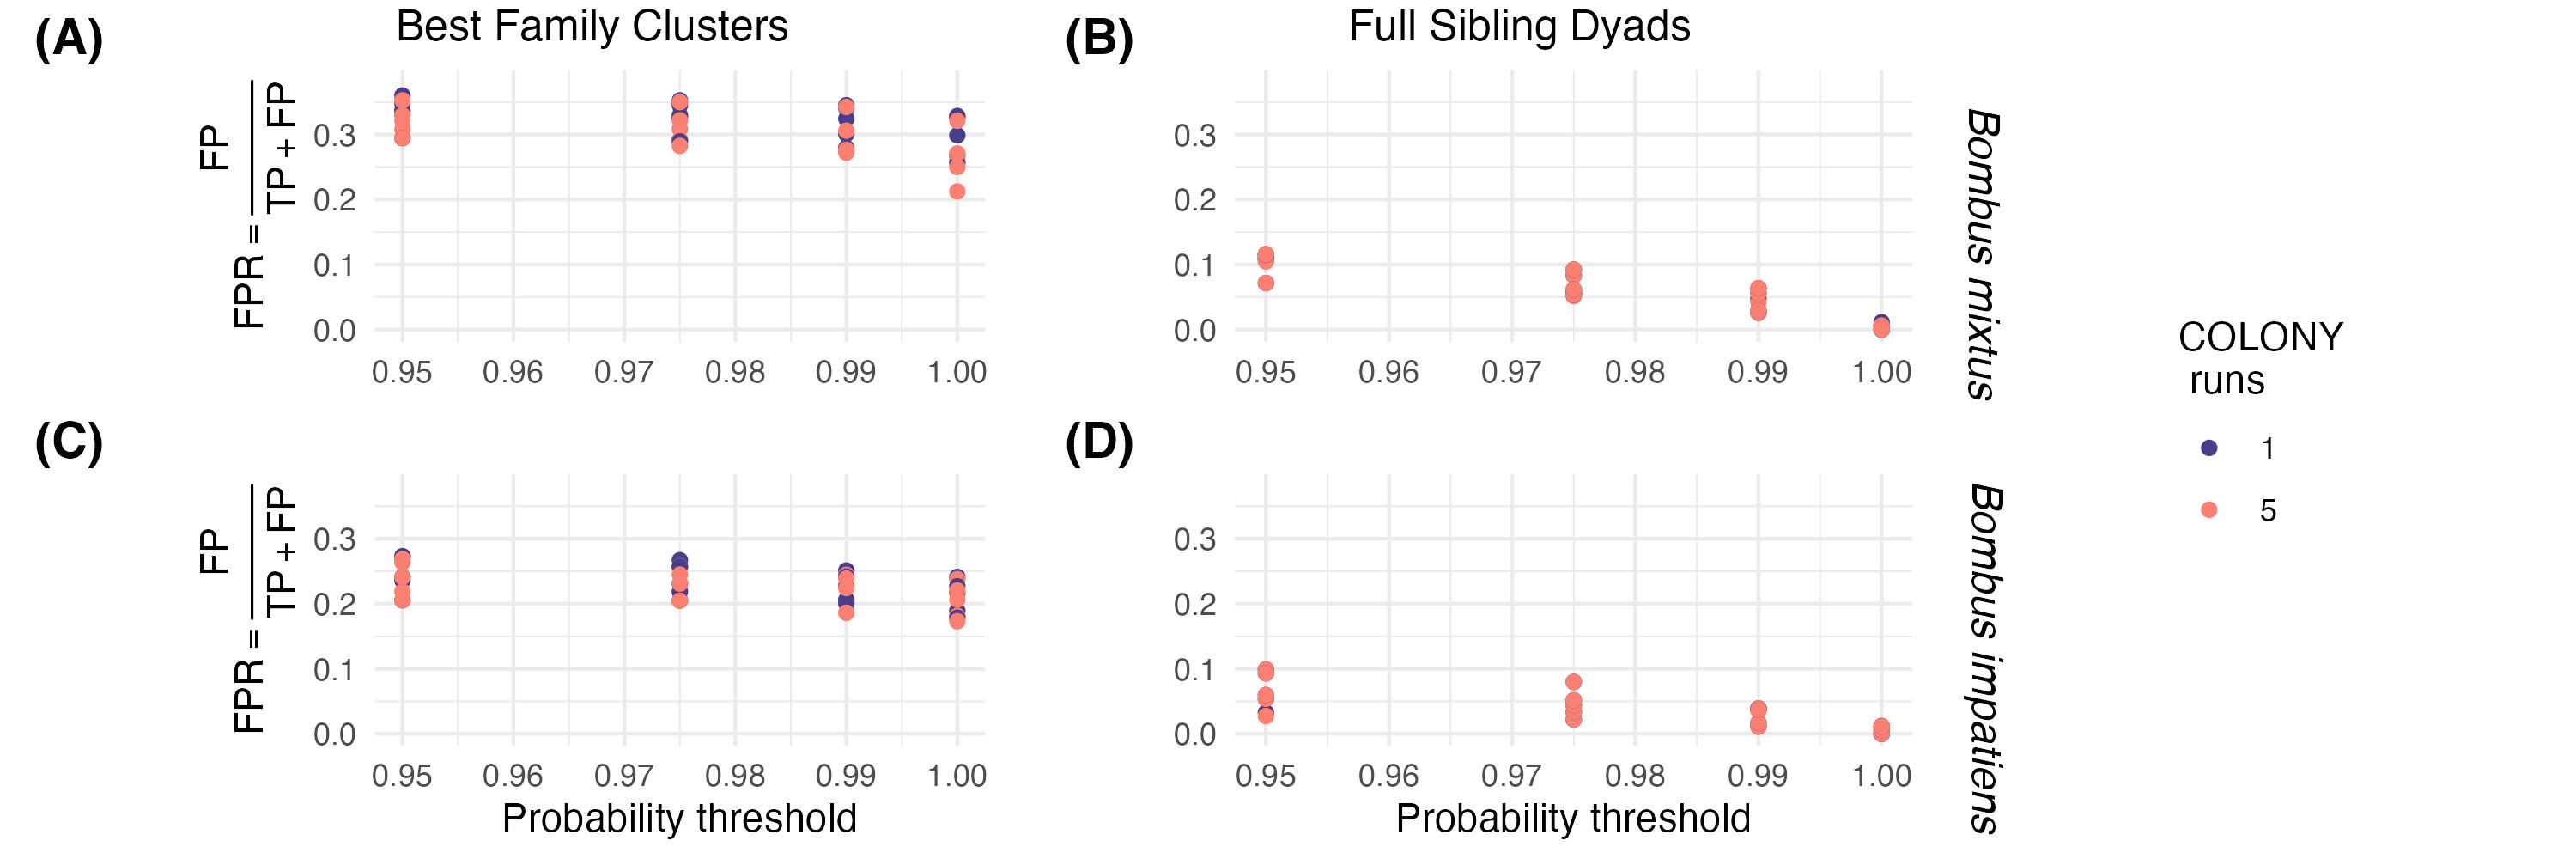 (A)
Best Family Clusters
FPR = FP / TP + FP
0.3
0.2
0.1
0.0
0.95 0.96 0.97 0.98 0.99 1.00
(B)
Full Sibling Dyads
0.3
0.2
0.1
0.0
0.95 0.96 0.97 0.98 0.99 1.00
Bombus mixtus
(C)
FPR = FP / TP + FP
0.3
0.2
0.1
0.0
0.95 0.96 0.97 0.98 0.99 1.00
Probability threshold
(D)
0.3
0.2
0.1
0.0
0.95 0.96 0.97 0.98 0.99 1.00
Probability threshold
Bombus impatiens
COLONY
runs
1
5